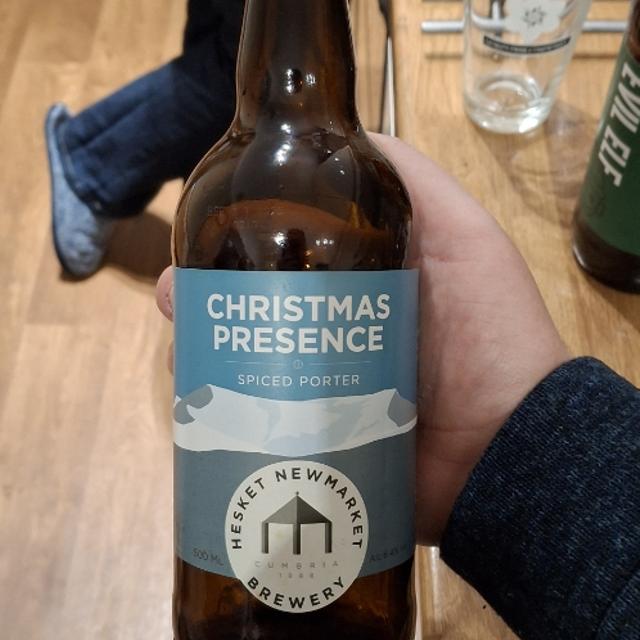 CHRISTMAS
PRESENCE
SPICED PORTER
HESKET NEWMARKET
CUMBRIA
1988
BREWERY
500 ML
EVIL ELF